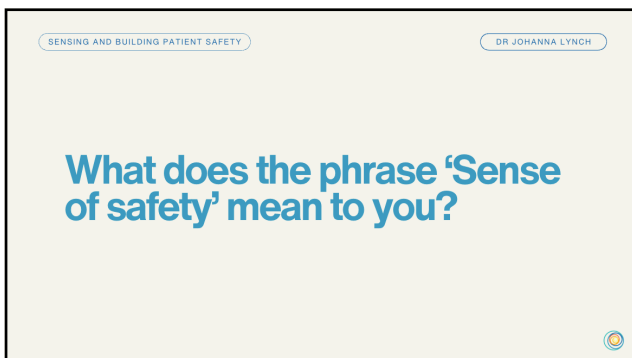 SENSING AND BUILDING PATIENT SAFETY
DR JOHANNA LYNCH
What does the phrase ‘Sense
of safety’ mean to you?